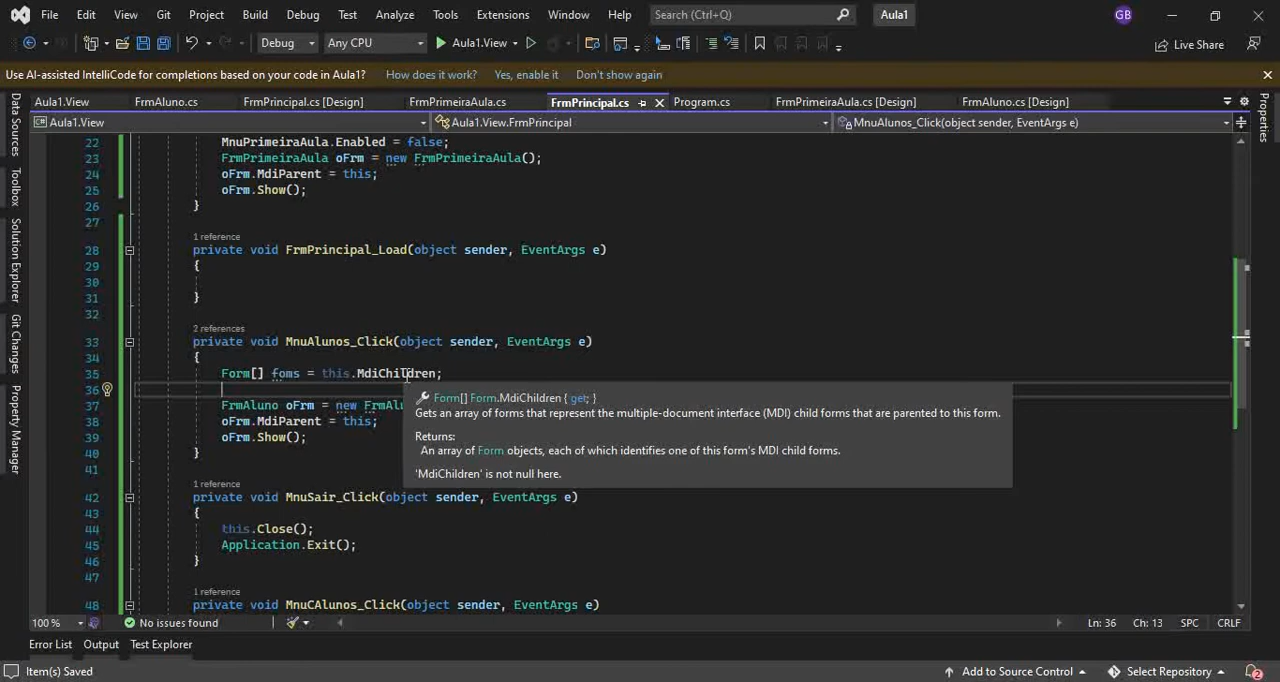 File Edit View Git Project Build Debug Test Analyze Tools Extensions Window Help Search (Ctrl+Q) Aula1 GB
Debug Any CPU Aula1.View Live Share
Use AI-assisted IntelliCode for completions based on your code in Aula1? How does it work? Yes, enable it Don't show again
Aula1.View FrmAluno.cs FrmPrincipal.cs [Design] FrmPrimeiraAula.cs FrmPrincipal.cs Program.cs FrmPrimeiraAula.cs [Design] FrmAluno.cs [Design]
Aula1.View Aula1.View.FrmPrincipal MnuAlunos_Click(object sender, EventArgs e)
Data Sources
Toolbox
Solution Explorer
Git Changes
Property Manager
Properties
22 MnuPrimeiraAula.Enabled = false;
23 FrmPrimeiraAula oFrm = new FrmPrimeiraAula();
24 oFrm.MdiParent = this;
25 oFrm.Show();
26 }
27
1 reference
28 private void FrmPrincipal_Load(object sender, EventArgs e)
29 {
30
31 }
32
2 references
33 private void MnuAlunos_Click(object sender, EventArgs e)
34 {
35 Form[] foms = this.MdiChildren;
36
37 FrmAluno oFrm = new FrmAlu
38 oFrm.MdiParent = this;
39 oFrm.Show();
40 }
41
Form[] Form.MdiChildren { get; }
Gets an array of forms that represent the multiple-document interface (MDI) child forms that are parented to this form.
Returns:
An array of Form objects, each of which identifies one of this form's MDI child forms.
'MdiChildren' is not null here.
1 reference
42 private void MnuSair_Click(object sender, EventArgs e)
43 {
44 this.Close();
45 Application.Exit();
46 }
47
1 reference
48 private void MnuCAlunos_Click(object sender, EventArgs e)
100 % No issues found Ln: 36 Ch: 13 SPC CRLF
Error List Output Test Explorer
Item(s) Saved Add to Source Control Select Repository 2